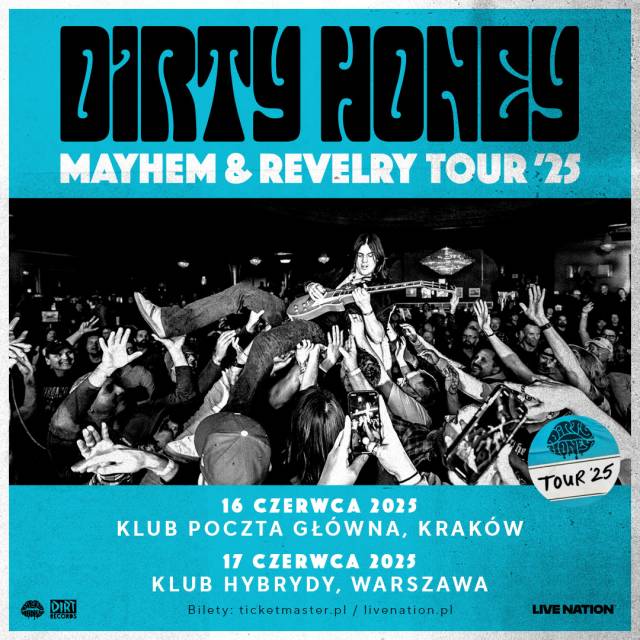 DIRTY HONEY
MAYHEM & REVELRY TOUR '25
DIRTY HONEY
TOUR '25
16 CZERWCA 2025
KLUB POCZTA GŁÓWNA, KRAKÓW
17 CZERWCA 2025
KLUB HYBRYDY, WARSZAWA
Bilety: ticketmaster.pl / livenation.pl
DIRT
RECORDS
LIVE NATION